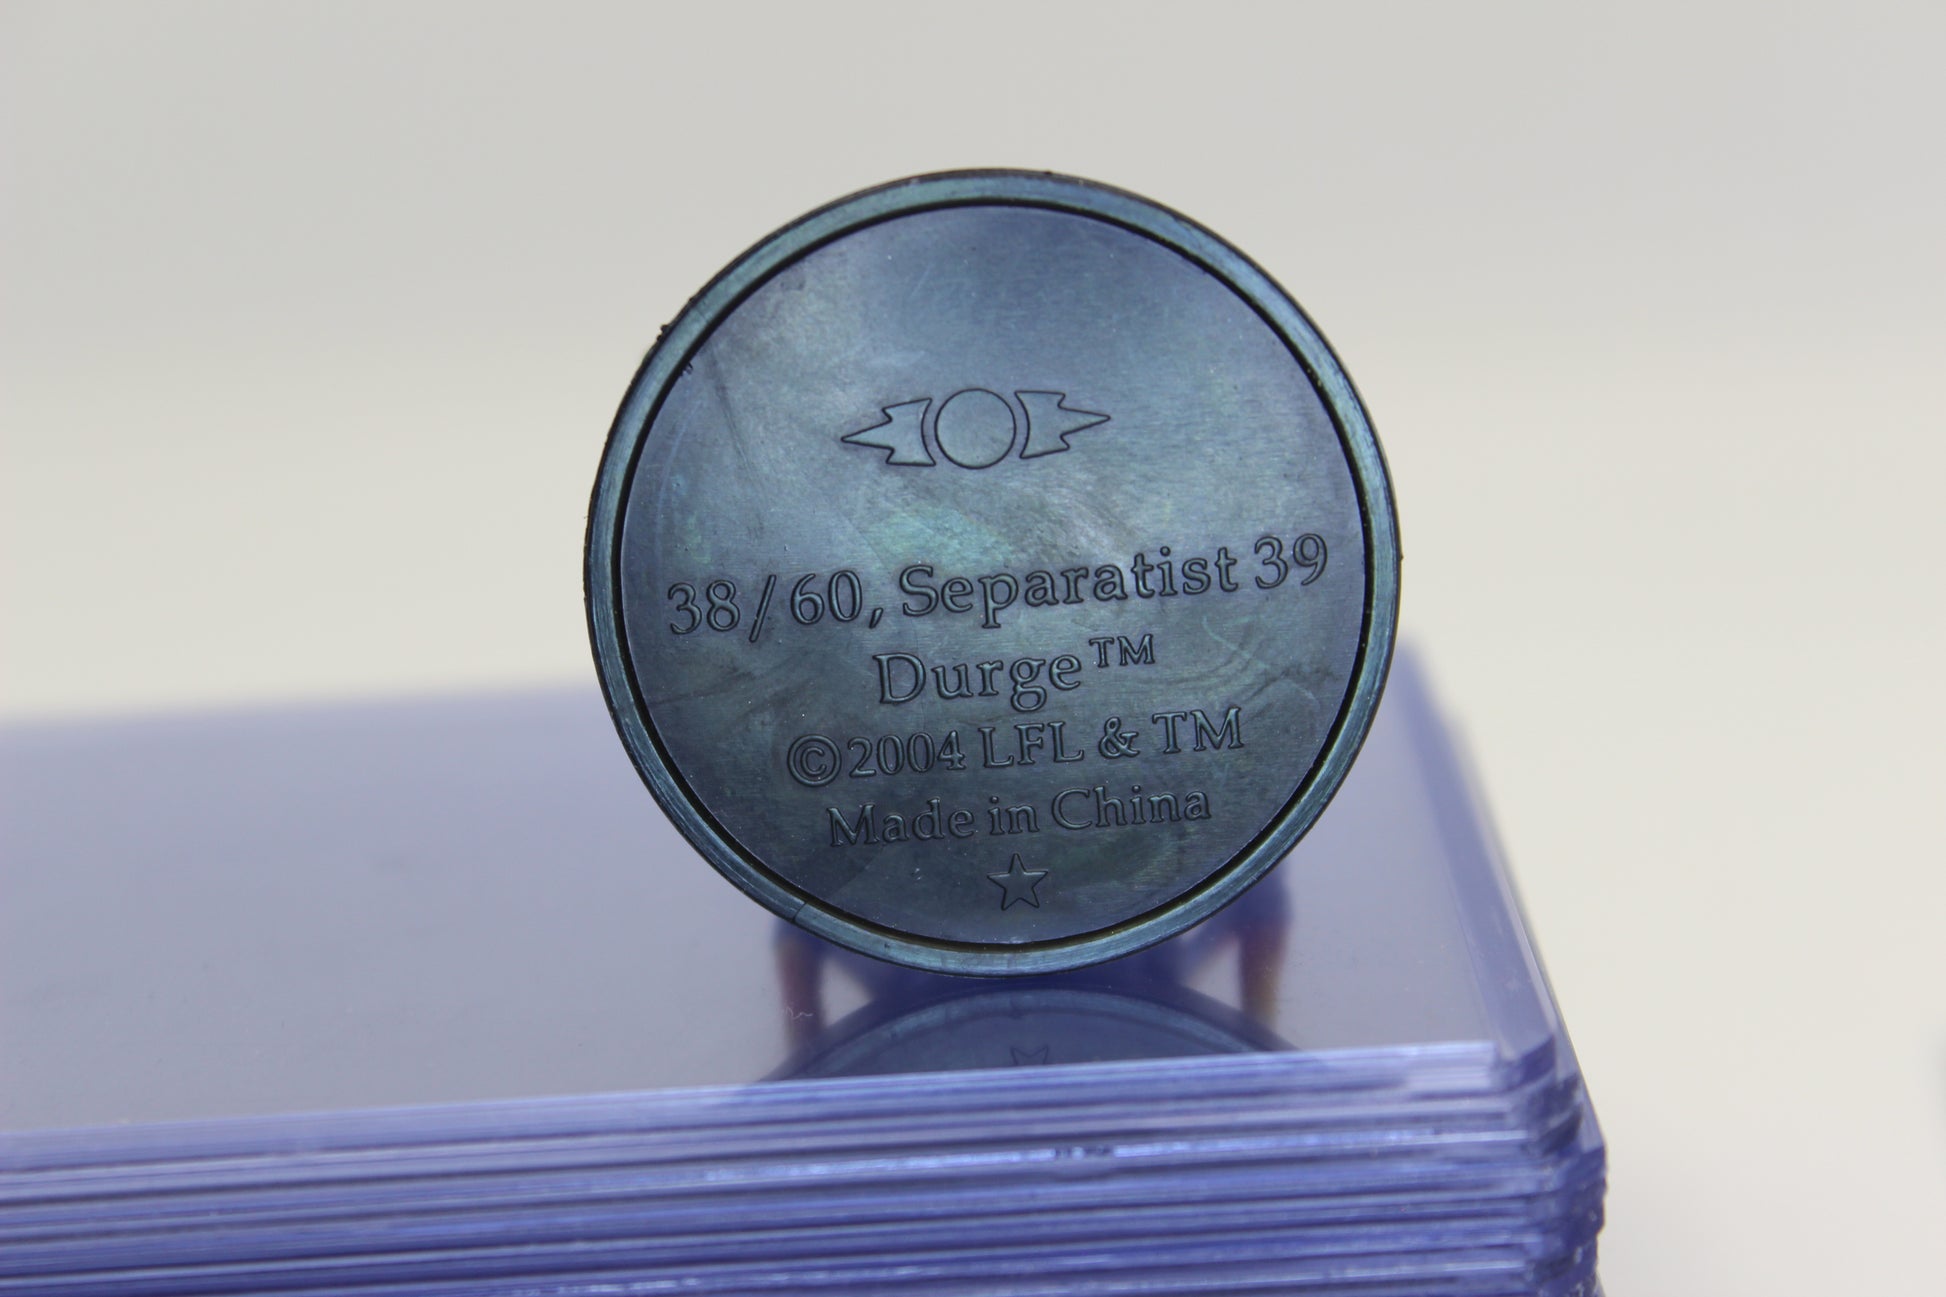 38/60, Separatist 39
Durge™
©2004 LFL & TM
Made in China